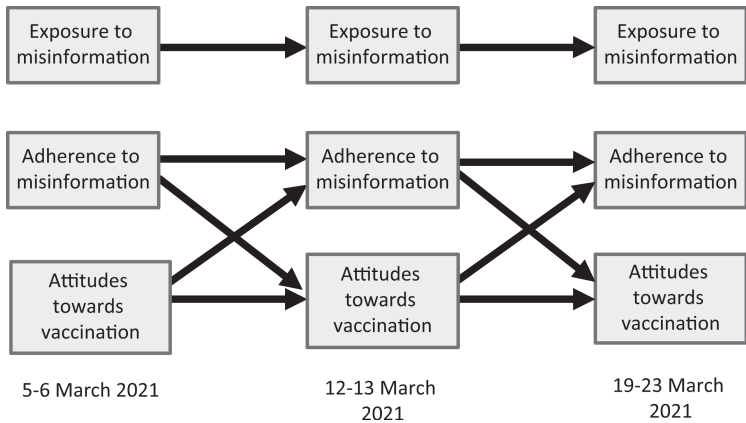 Exposure to
misinformation
Exposure to
misinformation
Exposure to
misinformation
Adherence to
misinformation
Adherence to
misinformation
Adherence to
misinformation
Attitudes
towards
vaccination
Attitudes
towards
vaccination
Attitudes
towards
vaccination
5-6 March 2021
12-13 March
2021
19-23 March
2021